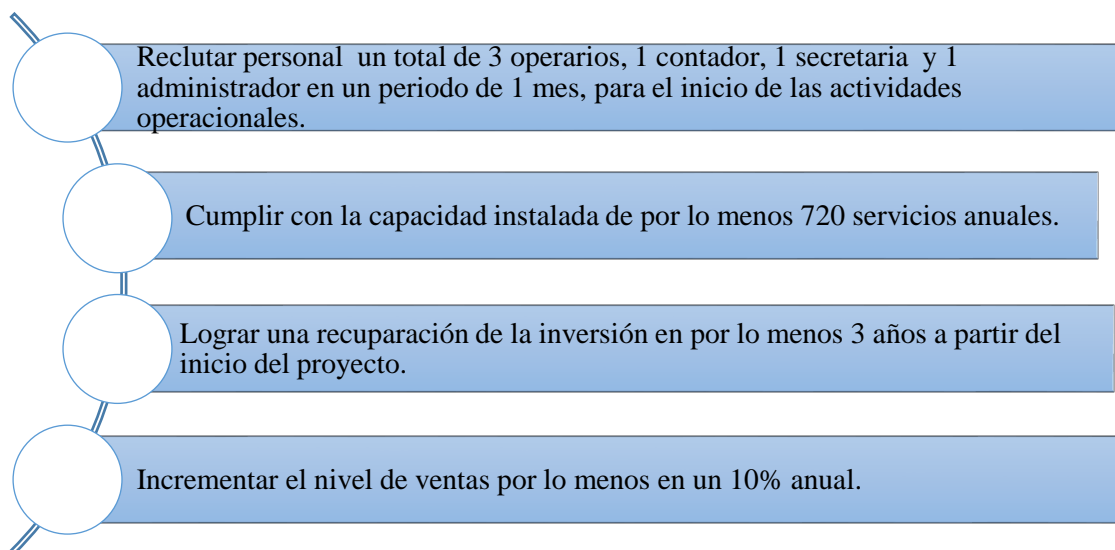 Reclutar personal  un total de 3 operarios, 1 contador, 1 secretaria  y 1
administrador en un periodo de 1 mes, para el inicio de las actividades
operacionales.
Cumplir con la capacidad instalada de por lo menos 720 servicios anuales.
Lograr una recuparación de la inversión en por lo menos 3 años a partir del
inicio del proyecto.
Incrementar el nivel de ventas por lo menos en un 10% anual.